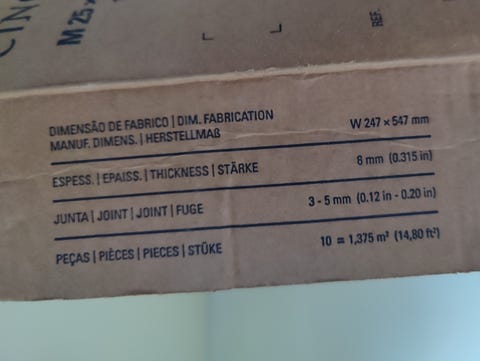 M 25
REF.
DIMENSÃO DE FABRICO | DIM. FABRICATION
MANUF. DIMENS. | HERSTELLMAß
W 247 × 547 mm
ESPESS. | EPAISS. | THICKNESS | STÄRKE
8 mm (0.315 in)
JUNTA | JOINT | JOINT | FUGE
3 - 5 mm (0.12 in - 0.20 in)
PEÇAS | PIÈCES | PIECES | STÜKE
10 = 1,375 m² (14,80 ft²)